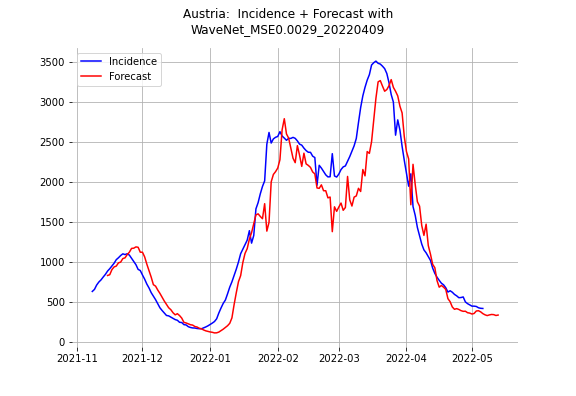 Austria:  Incidence + Forecast with
WaveNet_MSE0.0029_20220409
Incidence
Forecast
3500
3000
2500
2000
1500
1000
500
0
2021-11 2021-12 2022-01 2022-02 2022-03 2022-04 2022-05